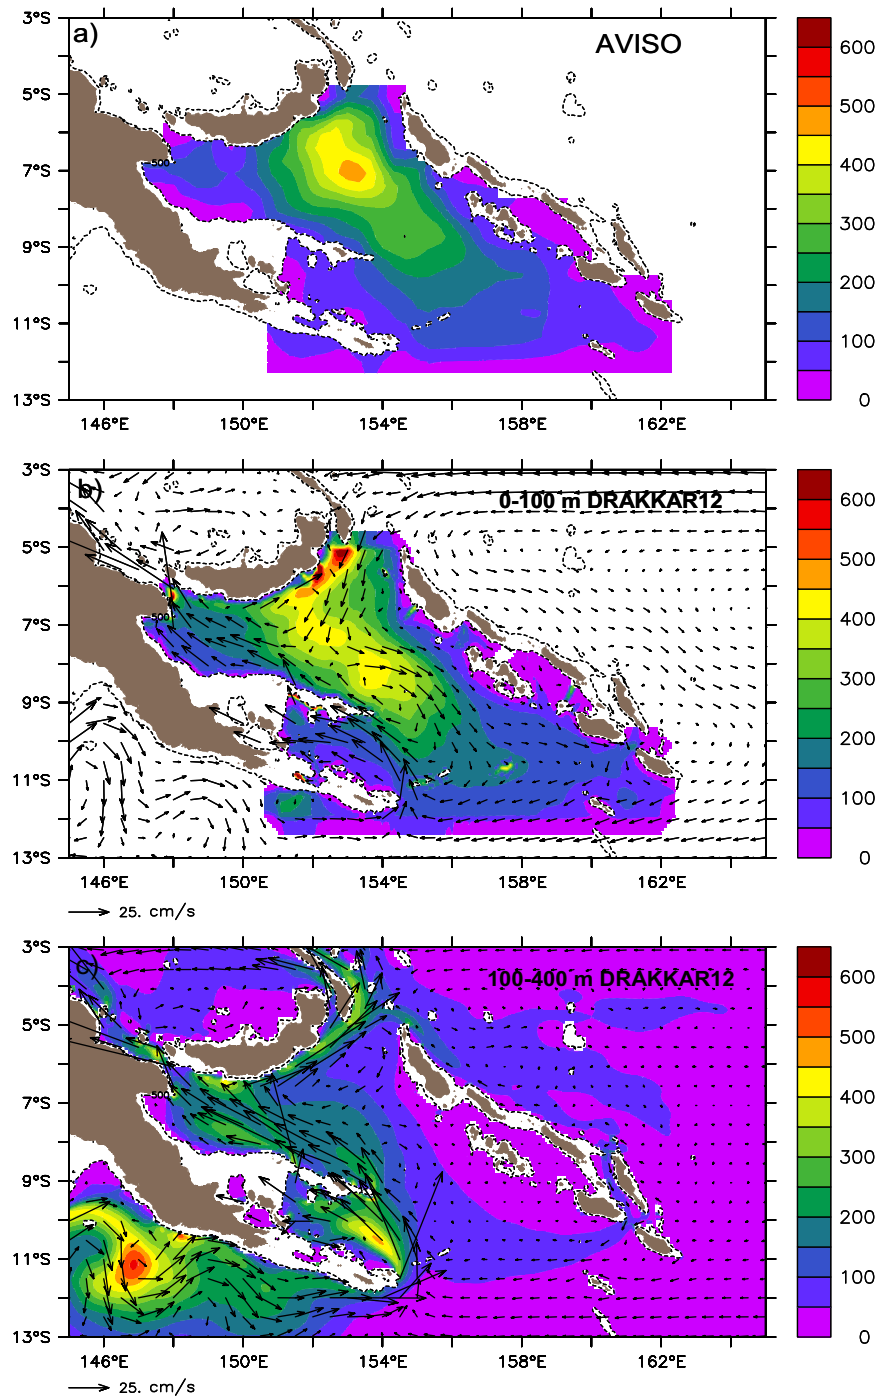 a)
AVISO
3°S
5°S
7°S
9°S
11°S
13°S
500
146°E
150°E
154°E
158°E
162°E
600
500
400
300
200
100
0
b)
0-100 m DRAKKAR12
3°S
5°S
7°S
9°S
11°S
13°S
500
146°E
150°E
154°E
158°E
162°E
600
500
400
300
200
100
0
25. cm/s
c)
100-400 m DRAKKAR12
3°S
5°S
7°S
9°S
11°S
13°S
500
146°E
150°E
154°E
158°E
162°E
600
500
400
300
200
100
0
25. cm/s